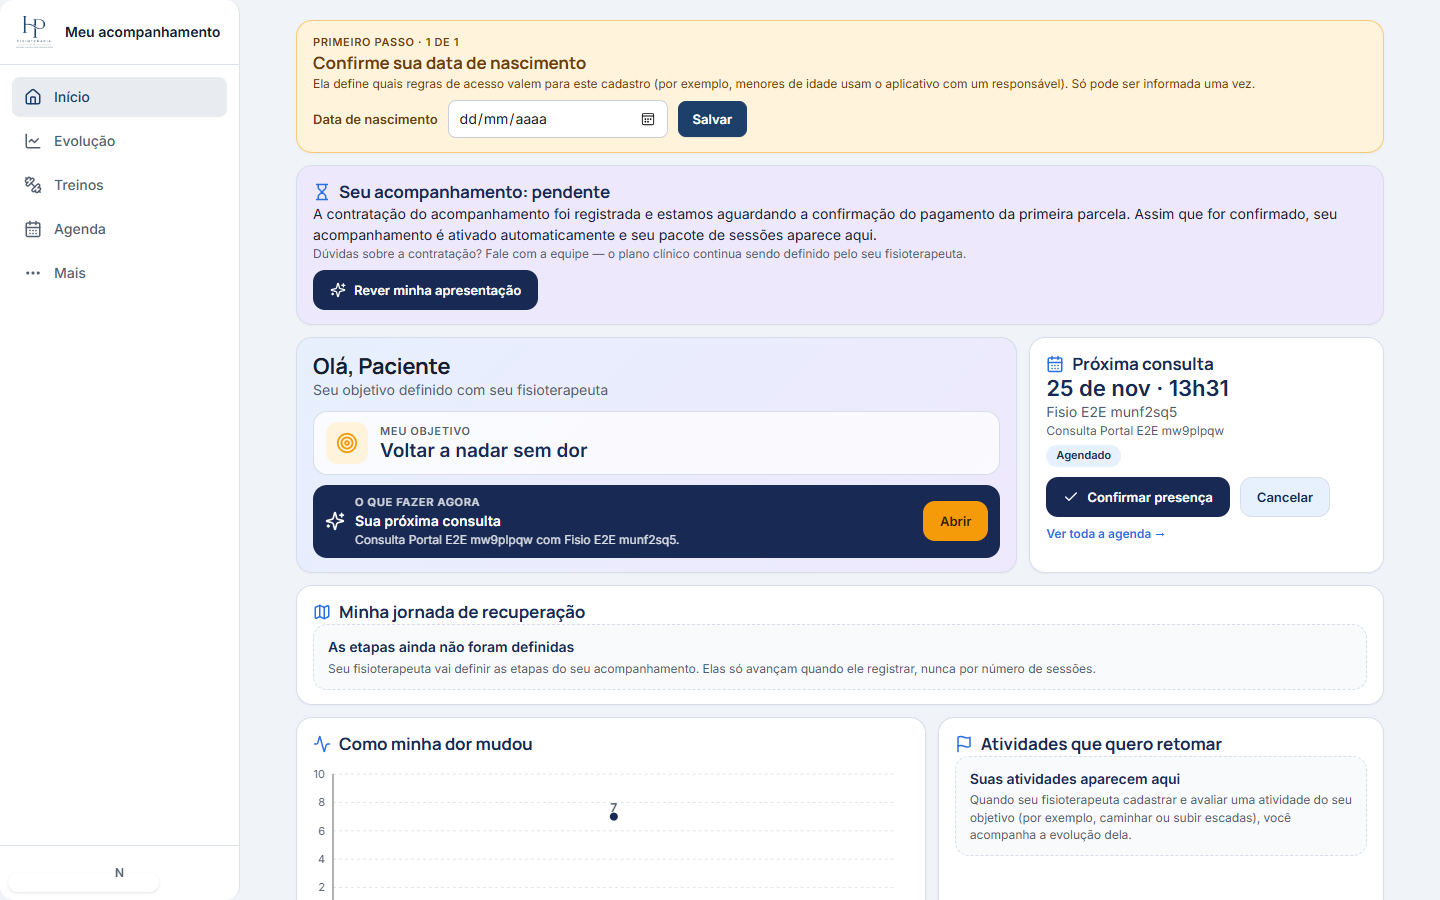 HP
FISIOTERAPIA
Meu acompanhamento
Início
Evolução
Treinos
Agenda
Mais
N
PRIMEIRO PASSO · 1 DE 1
Confirme sua data de nascimento
Ela define quais regras de acesso valem para este cadastro (por exemplo, menores de idade usam o aplicativo com um responsável). Só pode ser informada uma vez.
Data de nascimento dd/mm/aaaa Salvar
Seu acompanhamento: pendente
A contratação do acompanhamento foi registrada e estamos aguardando a confirmação do pagamento da primeira parcela. Assim que for confirmado, seu
acompanhamento é ativado automaticamente e seu pacote de sessões aparece aqui.
Dúvidas sobre a contratação? Fale com a equipe — o plano clínico continua sendo definido pelo seu fisioterapeuta.
Rever minha apresentação
Olá, Paciente
Seu objetivo definido com seu fisioterapeuta
MEU OBJETIVO
Voltar a nadar sem dor
O QUE FAZER AGORA
Sua próxima consulta
Consulta Portal E2E mw9plpqw com Fisio E2E munf2sq5.
Abrir
Próxima consulta
25 de nov · 13h31
Fisio E2E munf2sq5
Consulta Portal E2E mw9plpqw
Agendado
Confirmar presença Cancelar
Ver toda a agenda →
Minha jornada de recuperação
As etapas ainda não foram definidas
Seu fisioterapeuta vai definir as etapas do seu acompanhamento. Elas só avançam quando ele registrar, nunca por número de sessões.
Como minha dor mudou
10
8
7
6
4
2
Atividades que quero retomar
Suas atividades aparecem aqui
Quando seu fisioterapeuta cadastrar e avaliar uma atividade do seu
objetivo (por exemplo, caminhar ou subir escadas), você
acompanha a evolução dela.